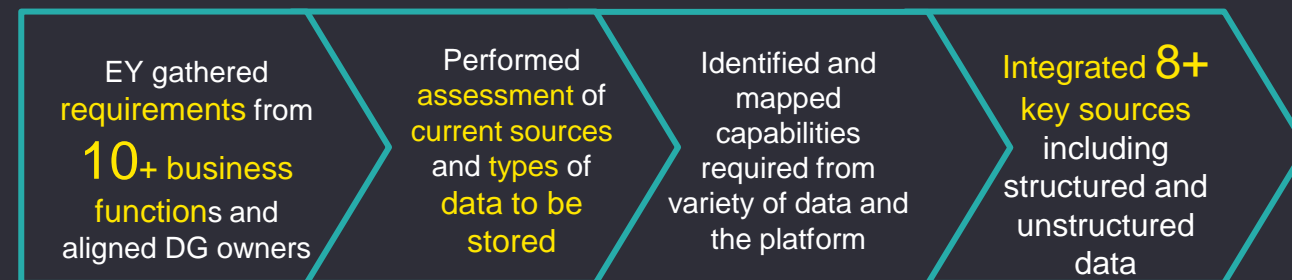 EY gathered
requirements from
10+ business
functions and
aligned DG owners
Performed
assessment of
current sources
and types of
data to be
stored
Identified and
mapped
capabilities
required from
variety of data and
the platform
Integrated 8+
key sources
including
structured and
unstructured
data